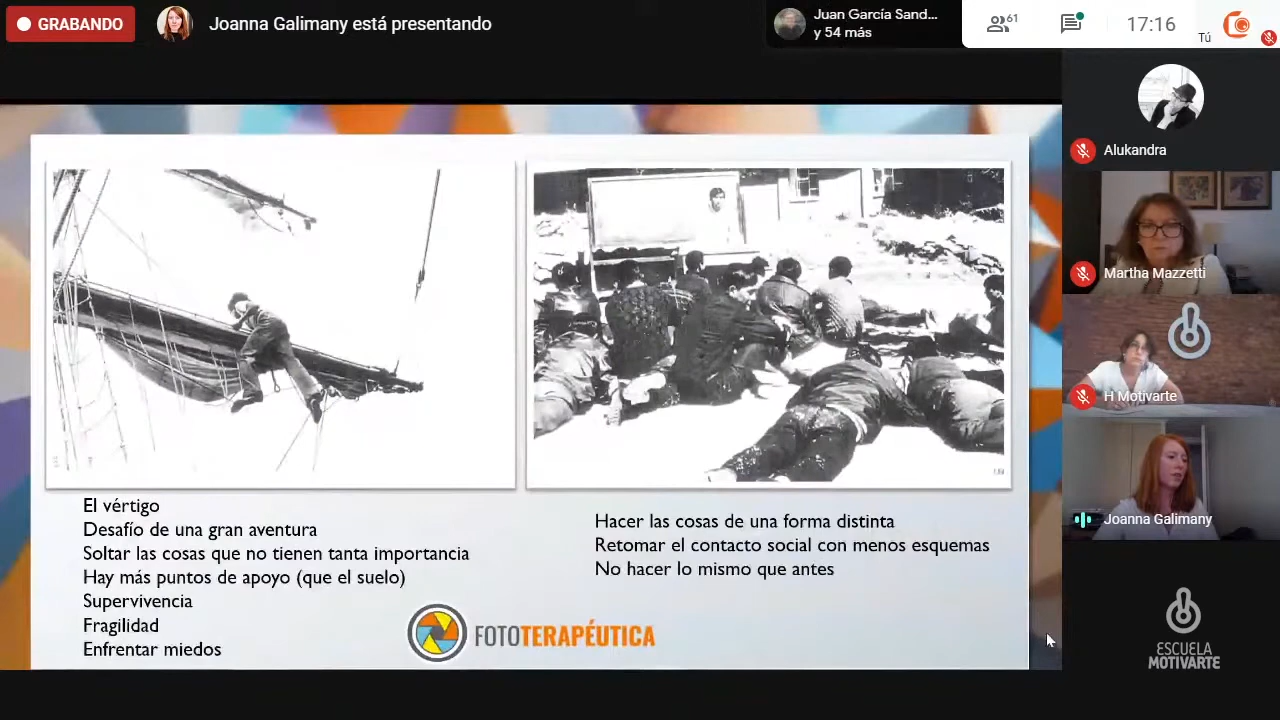 GRABANDO
Joanna Galimany está presentando
Juan García Sand...
y 54 más
61
17:16
Tú
Alukandra
Martha Mazzetti
H Motivarte
Joanna Galimany
ESCUELA
MOTIVARTE
El vértigo
Desafío de una gran aventura
Soltar las cosas que no tienen tanta importancia
Hay más puntos de apoyo (que el suelo)
Supervivencia
Fragilidad
Enfrentar miedos
Hacer las cosas de una forma distinta
Retomar el contacto social con menos esquemas
No hacer lo mismo que antes
FOTOTERAPÉUTICA